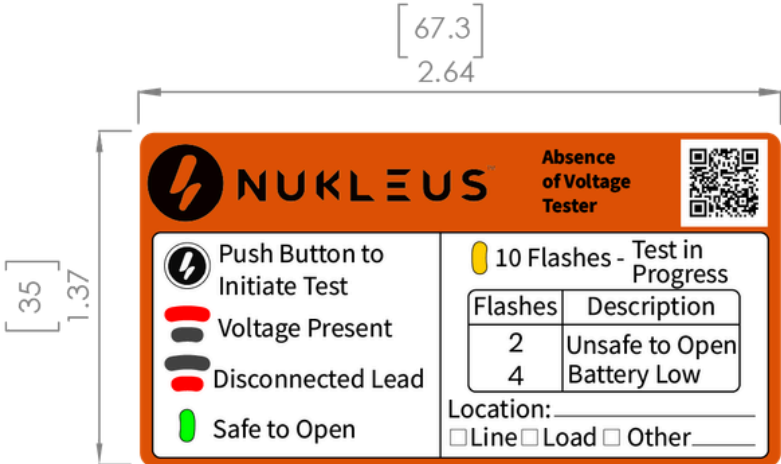 [67.3]
2.64
[35]
1.37
NUKLEUS™
Absence
of Voltage
Tester
Push Button to
Initiate Test
Voltage Present
Disconnected Lead
Safe to Open
10 Flashes - Test in
Progress
Flashes Description
2 Unsafe to Open
4 Battery Low
Location:
Line Load Other